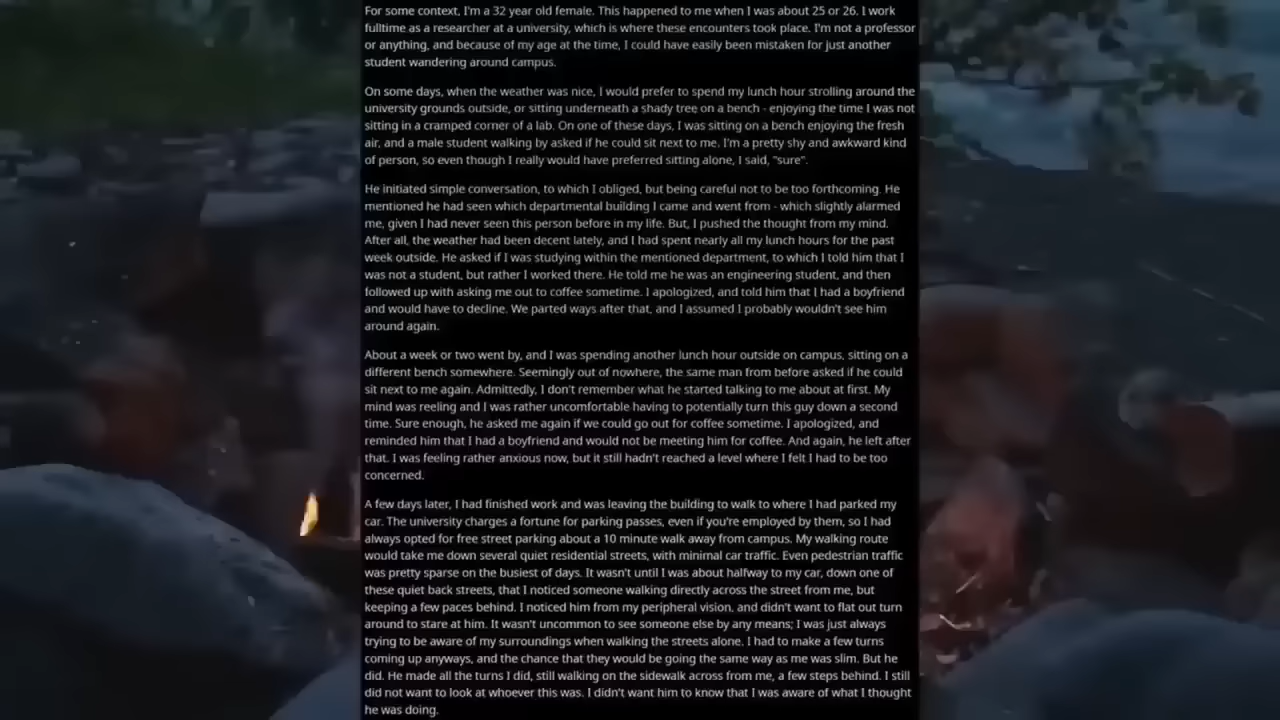 For some context, I'm a 32 year old female. This happened to me when I was about 25 or 26. I work
fulltime as a researcher at a university, which is where these encounters took place. I'm not a professor
or anything, and because of my age at the time, I could have easily been mistaken for just another
student wandering around campus.
On some days, when the weather was nice, I would prefer to spend my lunch hour strolling around the
university grounds outside, or sitting underneath a shady tree on a bench - enjoying the time I was not
sitting in a cramped corner of a lab. On one of these days, I was sitting on a bench enjoying the fresh
air, and a male student walking by asked if he could sit next to me. I'm a pretty shy and awkward kind
of person, so even though I really would have preferred sitting alone, I said, "sure".
He initiated simple conversation, to which I obliged, but being careful not to be too forthcoming. He
mentioned he had seen which departmental building I came and went from - which slightly alarmed
me, given I had never seen this person before in my life. But, I pushed the thought from my mind.
After all, the weather had been decent lately, and I had spent nearly all my lunch hours for the past
week outside. He asked if I was studying within the mentioned department, to which I told him that I
was not a student, but rather I worked there. He told me he was an engineering student, and then
followed up with asking me out to coffee sometime. I apologized, and told him that I had a boyfriend
and would have to decline. We parted ways after that, and I assumed I probably wouldn't see him
around again.
About a week or two went by, and I was spending another lunch hour outside on campus, sitting on a
different bench somewhere. Seemingly out of nowhere, the same man from before asked if he could
sit next to me again. Admittedly, I don't remember what he started talking to me about at first. My
mind was reeling and I was rather uncomfortable having to potentially turn this guy down a second
time. Sure enough, he asked me again if we could go out for coffee sometime. I apologized, and
reminded him that I had a boyfriend and would not be meeting him for coffee. And again, he left after
that. I was feeling rather anxious now, but it still hadn't reached a level where I felt I had to be too
concerned.
A few days later, I had finished work and was leaving the building to walk to where I had parked my
car. The university charges a fortune for parking passes, even if you're employed by them, so I had
always opted for free street parking about a 10 minute walk away from campus. My walking route
would take me down several quiet residential streets, with minimal car traffic. Even pedestrian traffic
was pretty sparse on the busiest of days. It wasn't until I was about halfway to my car, down one of
these quiet back streets, that I noticed someone walking directly across the street from me, but
keeping a few paces behind. I noticed him from my peripheral vision, and didn't want to flat out turn
around to stare at him. It wasn't uncommon to see someone else by any means; I was just always
trying to be aware of my surroundings when walking the streets alone. I had to make a few turns
coming up anyways, and the chance that they would be going the same way as me was slim. But he
did. He made all the turns I did, still walking on the sidewalk across from me, a few steps behind. I still
did not want to look at whoever this was. I didn't want him to know that I was aware of what I thought
he was doing.